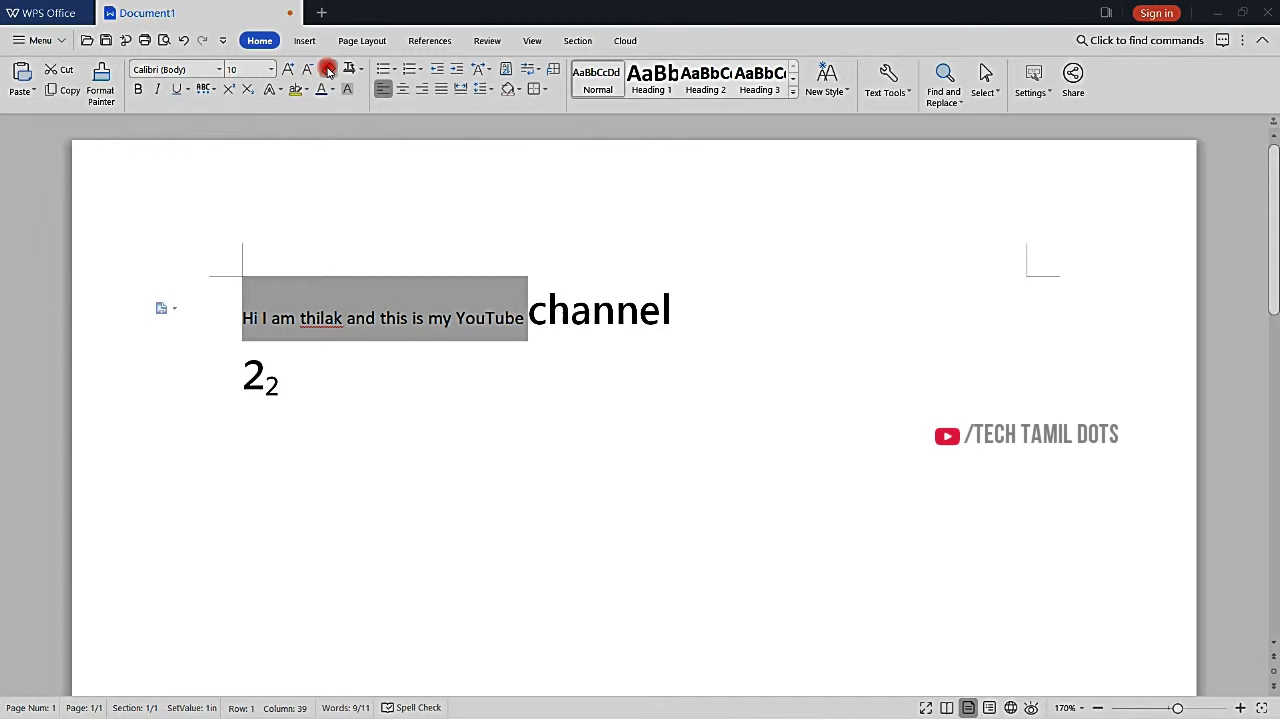 WPS Office Document1 Sign in
Menu Home Insert Page Layout References Review View Section Cloud Click to find commands
Paste Cut Copy Format Painter Calibri (Body) 10 AaBbCcDd Normal AaBb Heading 1 AaBbC Heading 2 AaBbC Heading 3 New Style Text Tools Find and Replace Select Settings Share
Hi I am thilak and this is my YouTube channel
22
/TECH TAMIL DOTS
Page Num: 1 Page: 1/1 Section: 1/1 SetValue: 1in Row: 1 Column: 39 Words: 9/11 Spell Check 170%